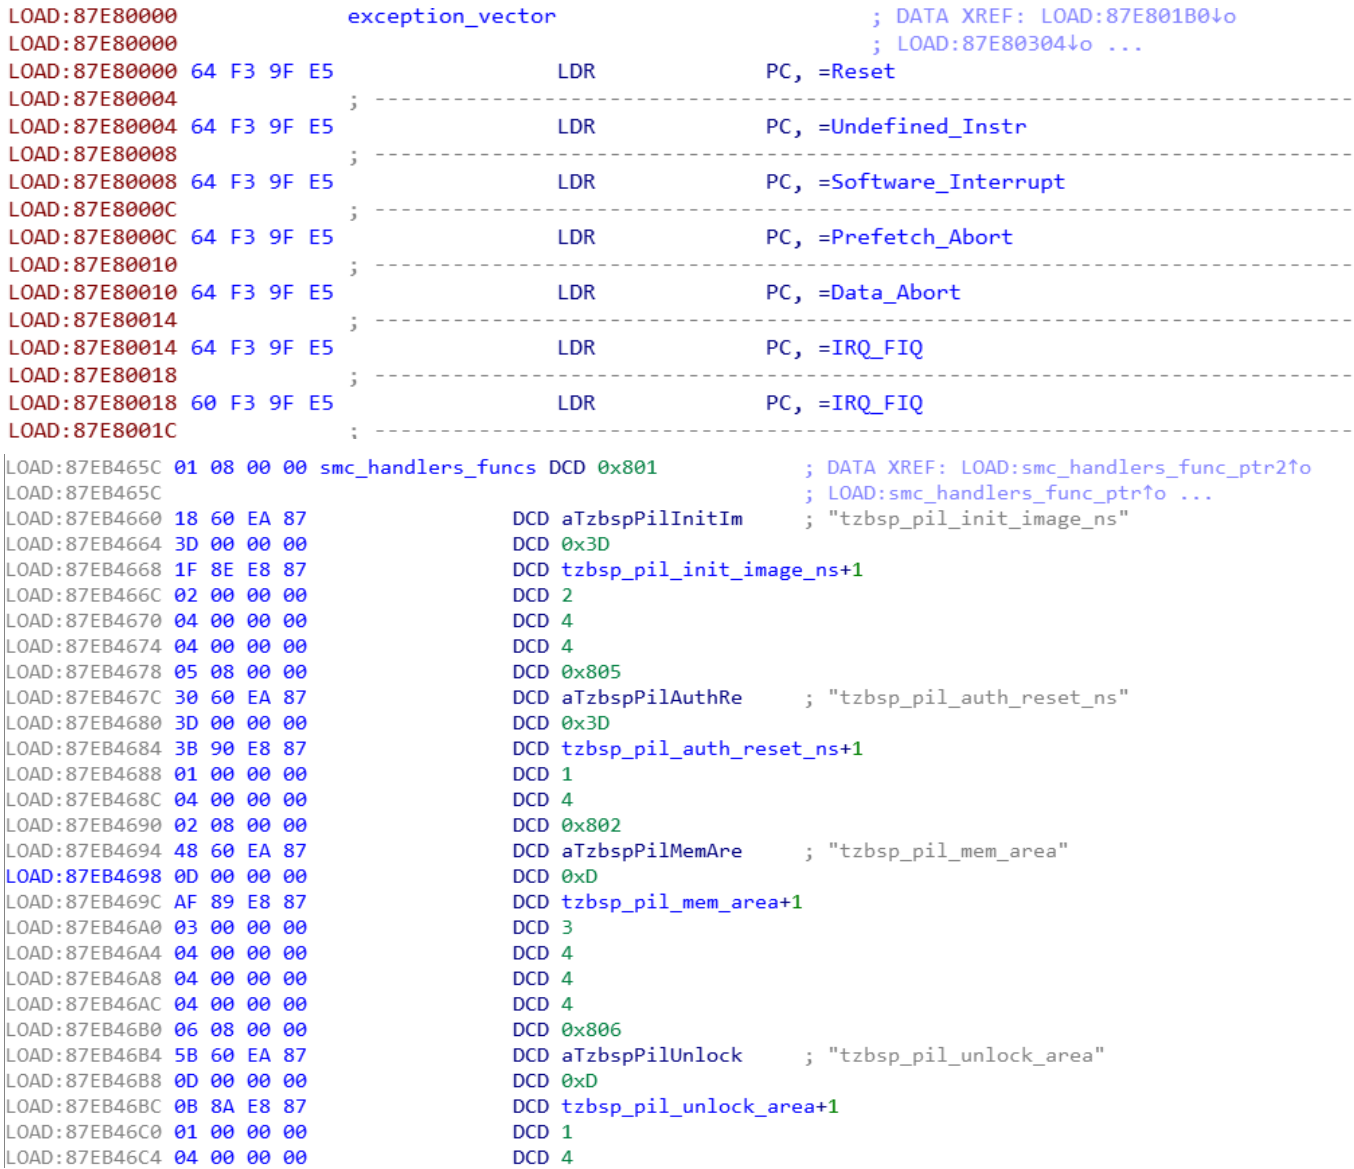 LOAD:87E80000 exception_vector ; DATA XREF: LOAD:87E801B0↓o
LOAD:87E80000 ; LOAD:87E80304↓o ...
LOAD:87E80000 64 F3 9F E5 LDR PC, =Reset
LOAD:87E80004 ; ---------------------------------------------------------------------------
LOAD:87E80004 64 F3 9F E5 LDR PC, =Undefined_Instr
LOAD:87E80008 ; ---------------------------------------------------------------------------
LOAD:87E80008 64 F3 9F E5 LDR PC, =Software_Interrupt
LOAD:87E8000C ; ---------------------------------------------------------------------------
LOAD:87E8000C 64 F3 9F E5 LDR PC, =Prefetch_Abort
LOAD:87E80010 ; ---------------------------------------------------------------------------
LOAD:87E80010 64 F3 9F E5 LDR PC, =Data_Abort
LOAD:87E80014 ; ---------------------------------------------------------------------------
LOAD:87E80014 64 F3 9F E5 LDR PC, =IRQ_FIQ
LOAD:87E80018 ; ---------------------------------------------------------------------------
LOAD:87E80018 60 F3 9F E5 LDR PC, =IRQ_FIQ
LOAD:87E8001C ; ---------------------------------------------------------------------------
LOAD:87EB465C 01 08 00 00 smc_handlers_funcs DCD 0x801 ; DATA XREF: LOAD:smc_handlers_func_ptr2↑o
LOAD:87EB465C ; LOAD:smc_handlers_func_ptr↑o ...
LOAD:87EB4660 18 60 EA 87 DCD aTzbspPilInitIm ; "tzbsp_pil_init_image_ns"
LOAD:87EB4664 3D 00 00 00 DCD 0x3D
LOAD:87EB4668 1F 8E E8 87 DCD tzbsp_pil_init_image_ns+1
LOAD:87EB466C 02 00 00 00 DCD 2
LOAD:87EB4670 04 00 00 00 DCD 4
LOAD:87EB4674 04 00 00 00 DCD 4
LOAD:87EB4678 05 08 00 00 DCD 0x805
LOAD:87EB467C 30 60 EA 87 DCD aTzbspPilAuthRe ; "tzbsp_pil_auth_reset_ns"
LOAD:87EB4680 3D 00 00 00 DCD 0x3D
LOAD:87EB4684 3B 90 E8 87 DCD tzbsp_pil_auth_reset_ns+1
LOAD:87EB4688 01 00 00 00 DCD 1
LOAD:87EB468C 04 00 00 00 DCD 4
LOAD:87EB4690 02 08 00 00 DCD 0x802
LOAD:87EB4694 48 60 EA 87 DCD aTzbspPilMemAre ; "tzbsp_pil_mem_area"
LOAD:87EB4698 0D 00 00 00 DCD 0xD
LOAD:87EB469C AF 89 E8 87 DCD tzbsp_pil_mem_area+1
LOAD:87EB46A0 03 00 00 00 DCD 3
LOAD:87EB46A4 04 00 00 00 DCD 4
LOAD:87EB46A8 04 00 00 00 DCD 4
LOAD:87EB46AC 04 00 00 00 DCD 4
LOAD:87EB46B0 06 08 00 00 DCD 0x806
LOAD:87EB46B4 5B 60 EA 87 DCD aTzbspPilUnlock ; "tzbsp_pil_unlock_area"
LOAD:87EB46B8 0D 00 00 00 DCD 0xD
LOAD:87EB46BC 0B 8A E8 87 DCD tzbsp_pil_unlock_area+1
LOAD:87EB46C0 01 00 00 00 DCD 1
LOAD:87EB46C4 04 00 00 00 DCD 4